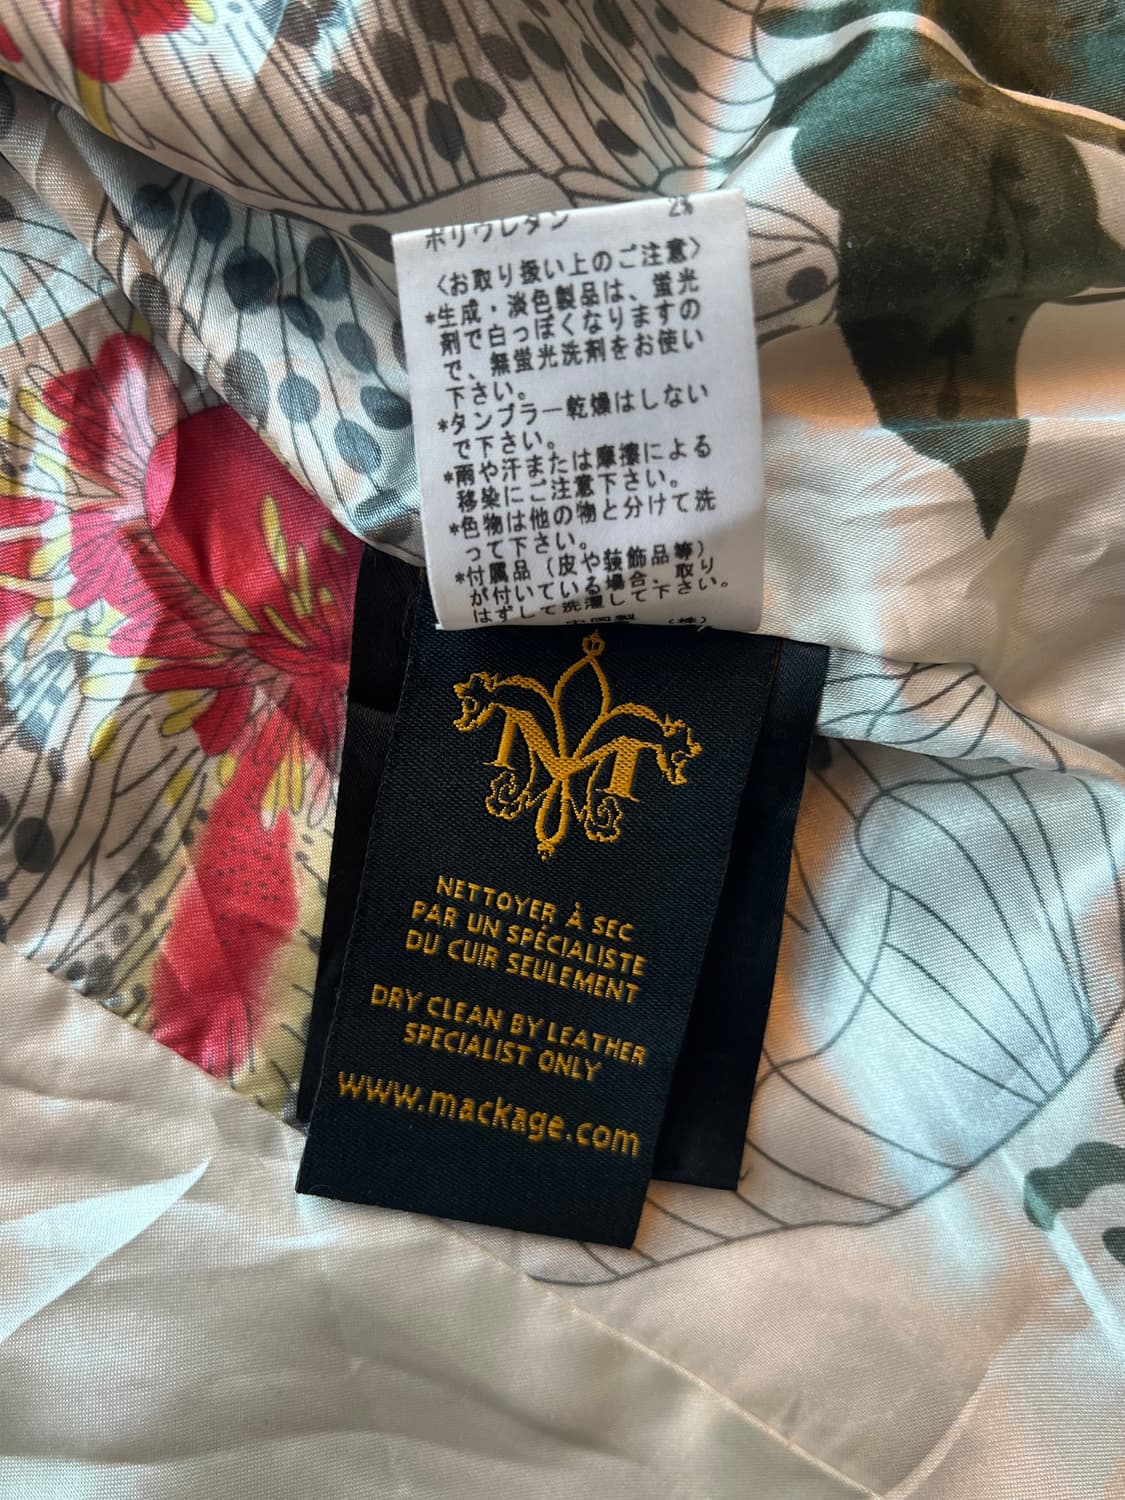 ポリウレタン 2%
〈お取り扱い上のご注意〉
*生成・淡色製品は、蛍光
剤で白っぽくなりますの
で、無蛍光洗剤をお使い
下さい。
*タンブラー乾燥はしない
で下さい。
*雨や汗または摩擦による
移染にご注意下さい。
*色物は他の物と分けて洗
って下さい。
*付属品(皮や装飾品等)
が付いている場合、取り
はずして洗濯して下さい。
中国製 (株)
M
NETTOYER À SEC
PAR UN SPÉCIALISTE
DU CUIR SEULEMENT
DRY CLEAN BY LEATHER
SPECIALIST ONLY
www.mackage.com